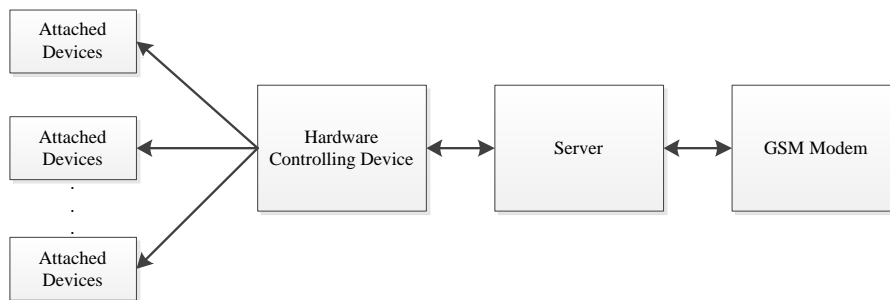 Attached
Devices
Attached
Devices
.
.
.
Attached
Devices
Hardware
Controlling Device
Server
GSM Modem